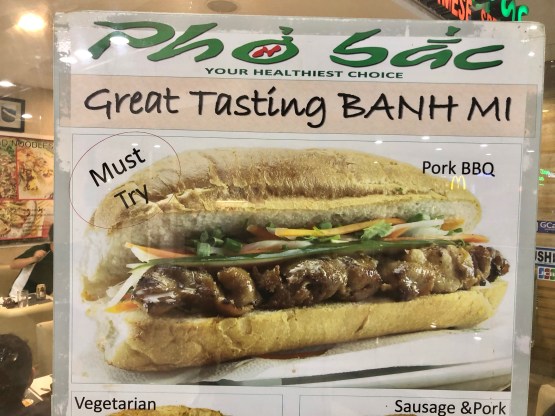 Phở bắc
YOUR HEALTHIEST CHOICE
Great Tasting BANH MI
Must
Try
Pork BBQ
Vegetarian
Sausage &Pork